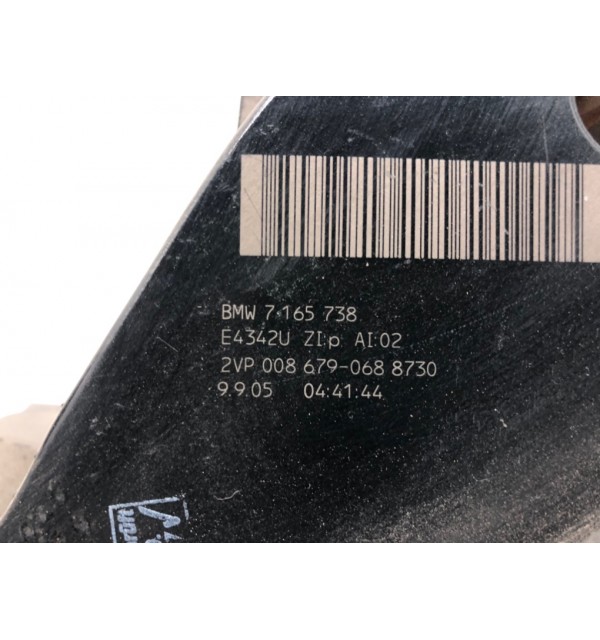 BMW 7 165 738
E4342U ZI:p AI:02
2VP 008 679-068 8730
9.9.05 04:41:44